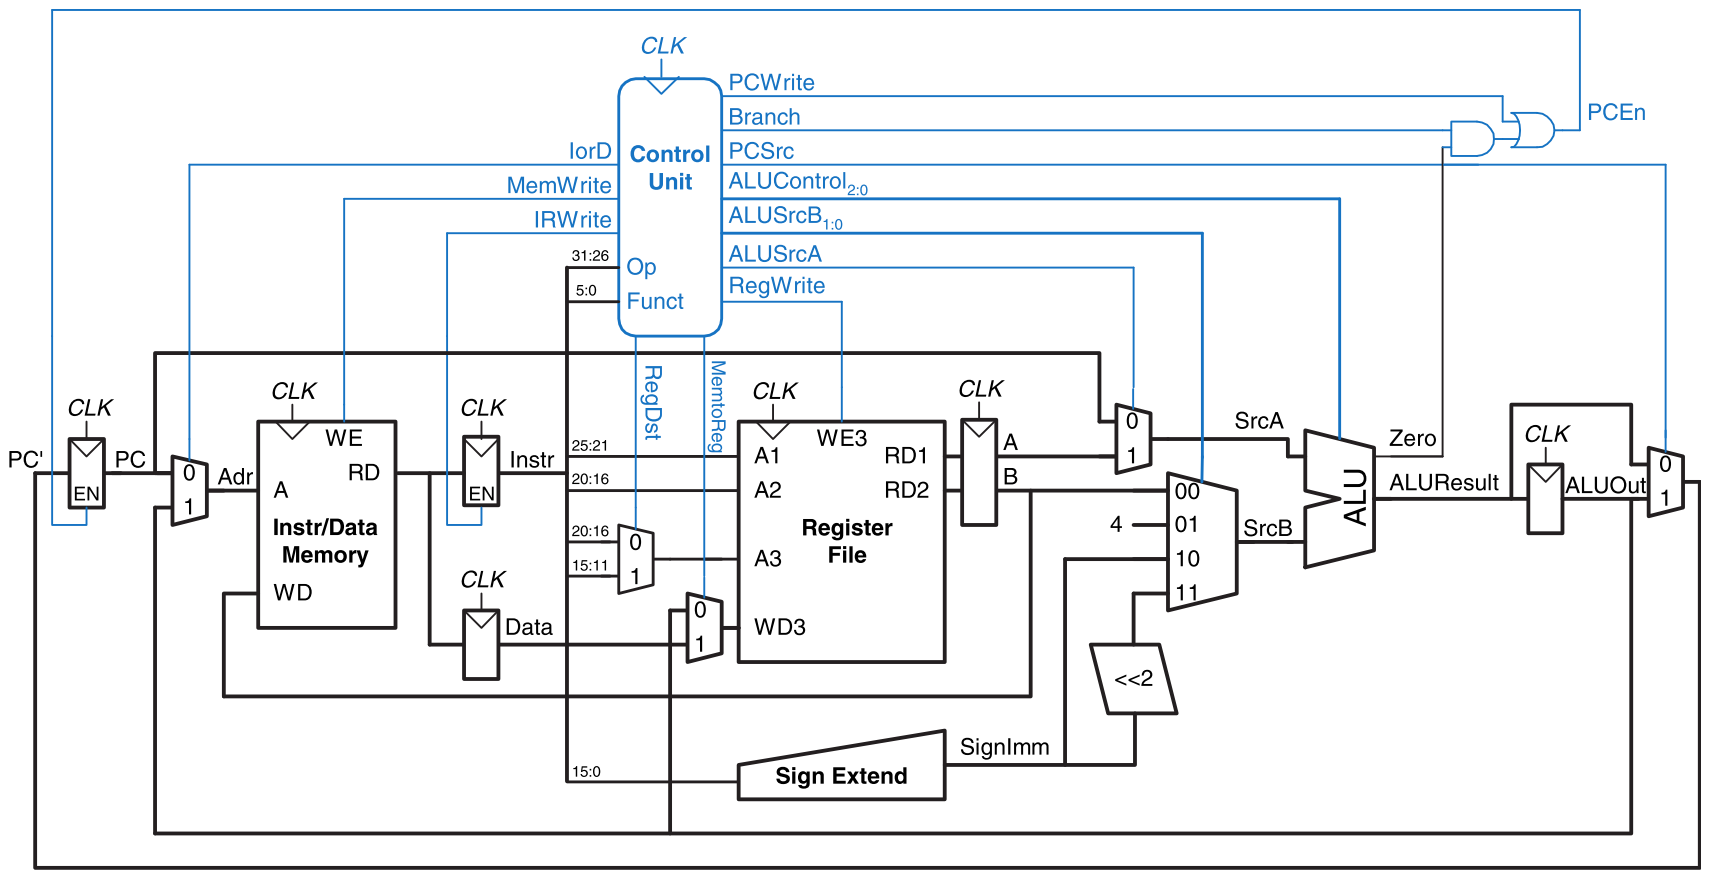 CLK
PCWrite
Branch
PCEn
IorD
Control
Unit
PCSrc
MemWrite
ALUControl2:0
IRWrite
ALUSrcB1:0
31:26
Op
ALUSrcA
5:0
Funct
RegWrite
RegDst
MemtoReg
CLK
CLK
CLK
CLK
CLK
CLK
PC'
PC
EN
0
1
Adr
WE
RD
A
Instr/Data
Memory
WD
EN
Instr
25:21
20:16
20:16
15:11
0
1
CLK
Data
0
1
WE3
A1
RD1
A2
RD2
A3
Register
File
WD3
A
B
0
1
SrcA
00
4
01
10
11
SrcB
<<2
ALU
Zero
ALUResult
ALUOut
0
1
SignImm
15:0
Sign Extend